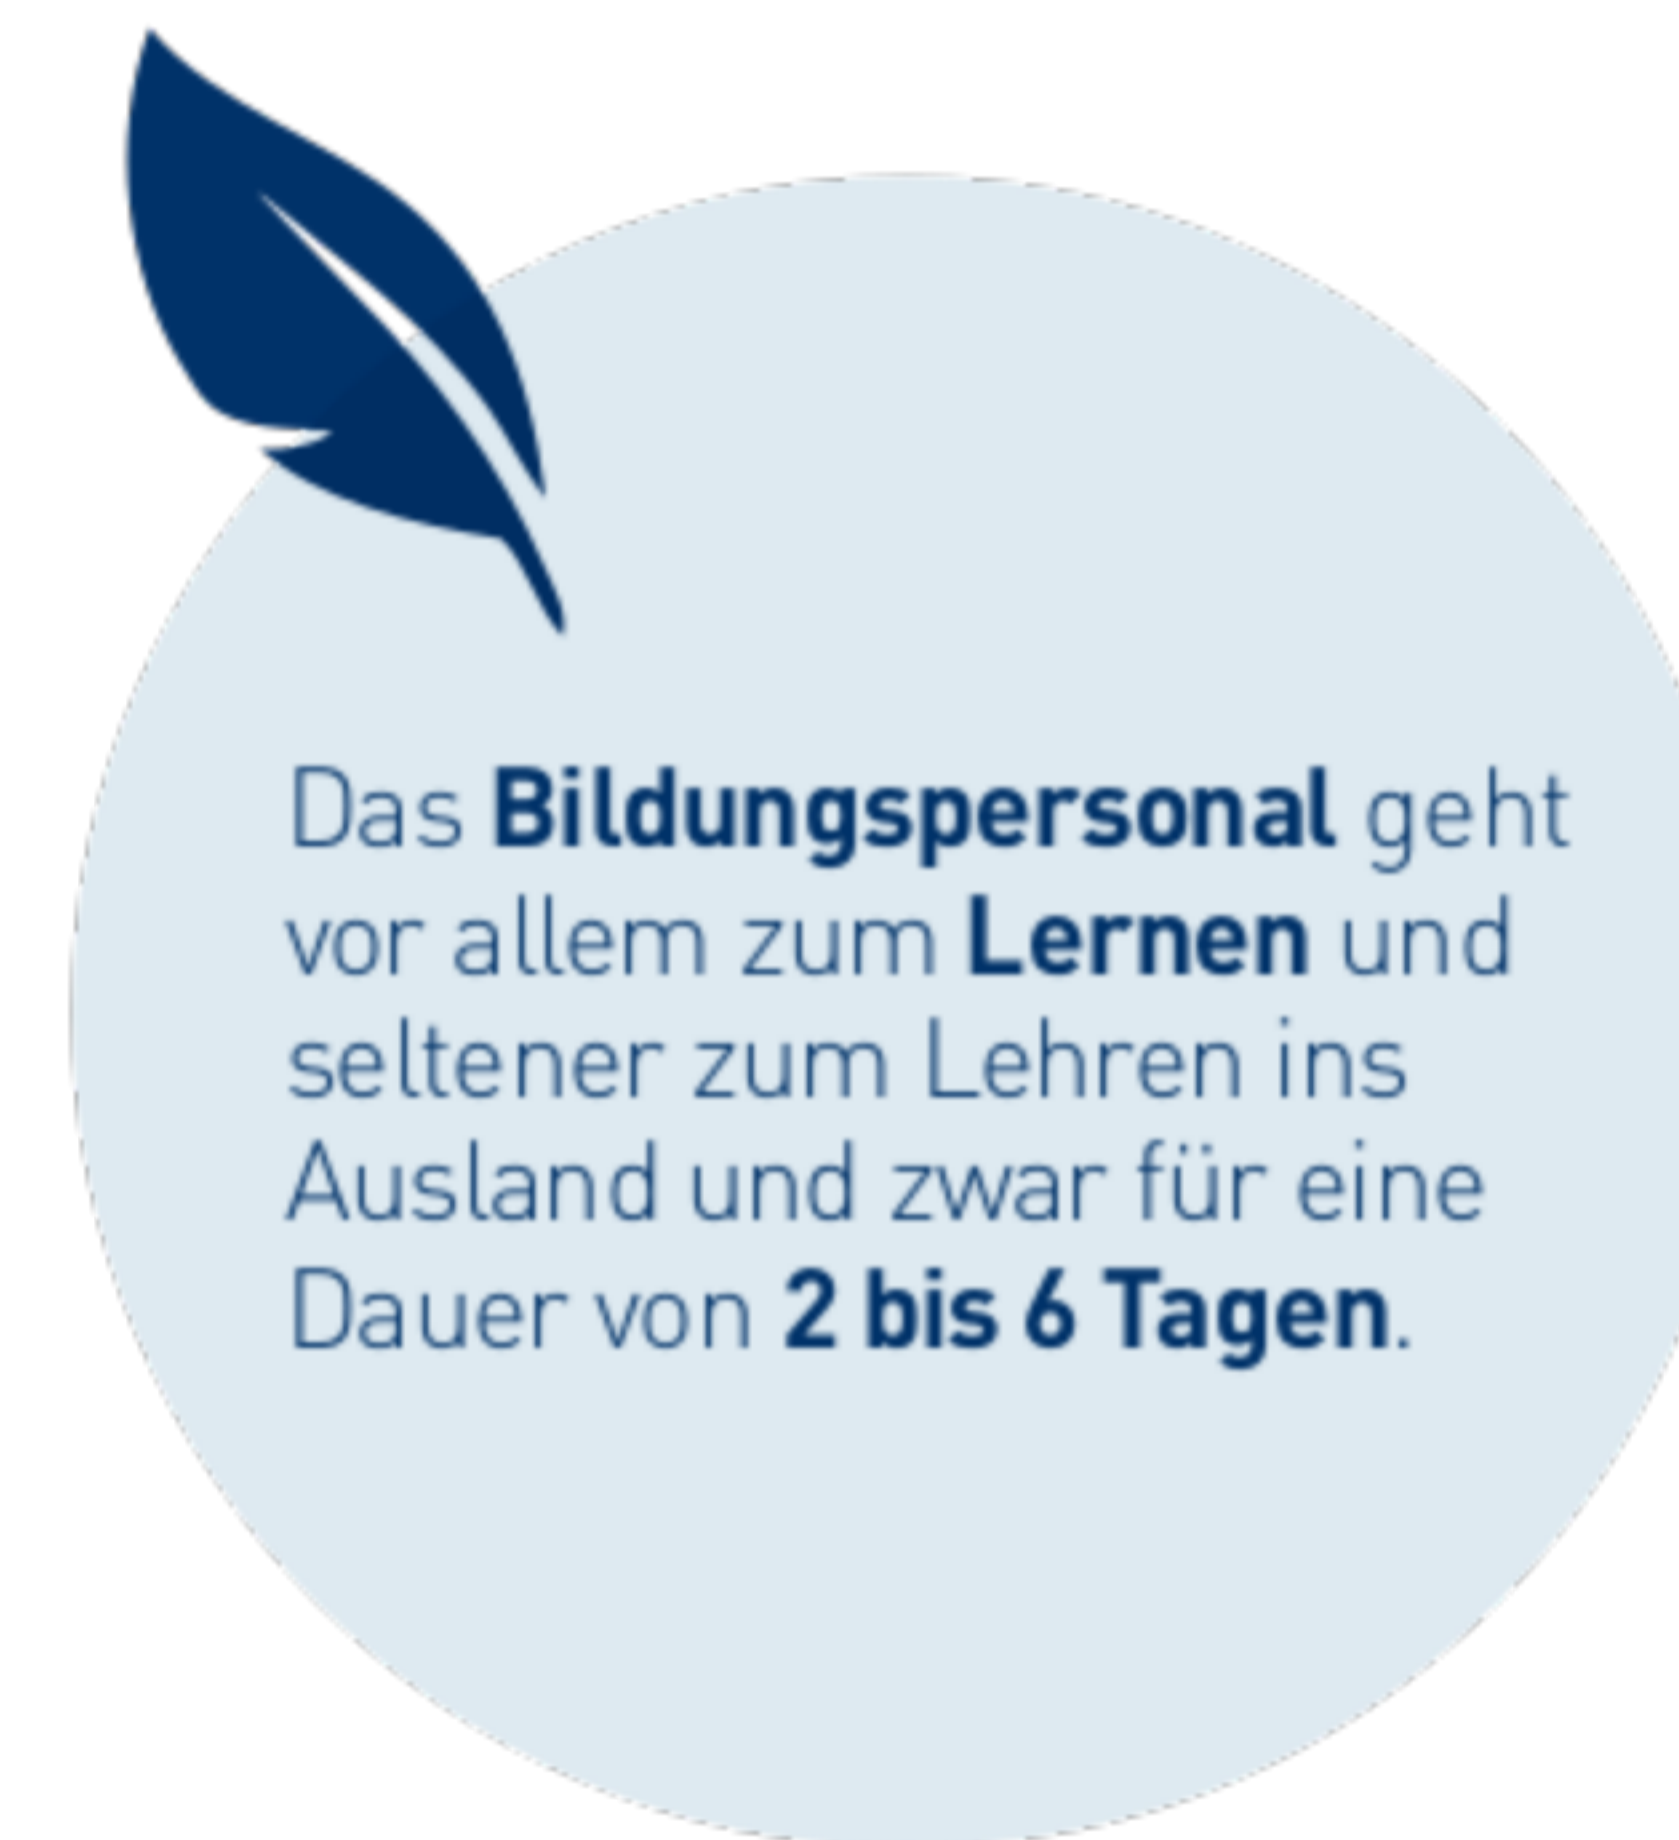 Das Bildungspersonal geht
vor allem zum Lernen und
seltener zum Lehren ins
Ausland und zwar für eine
Dauer von 2 bis 6 Tagen.